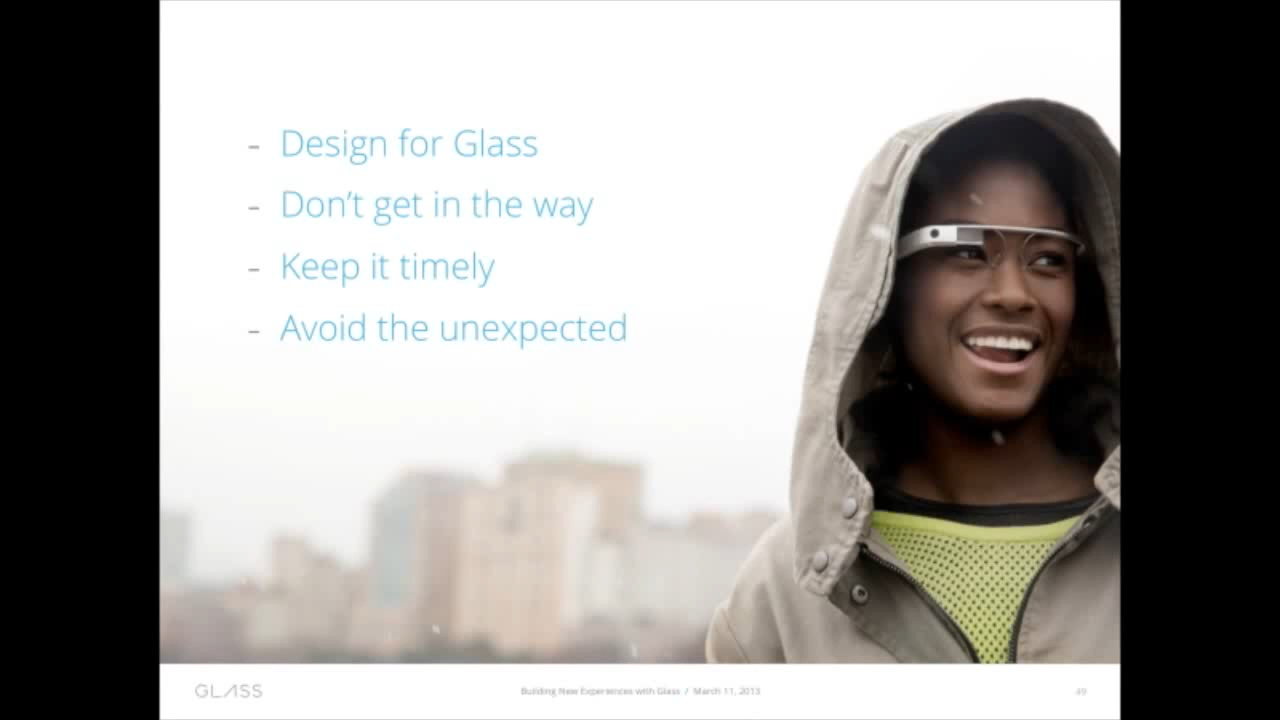 - Design for Glass
- Don't get in the way
- Keep it timely
- Avoid the unexpected
GLASS
Building New Experiences with Glass / March 11, 2013
49